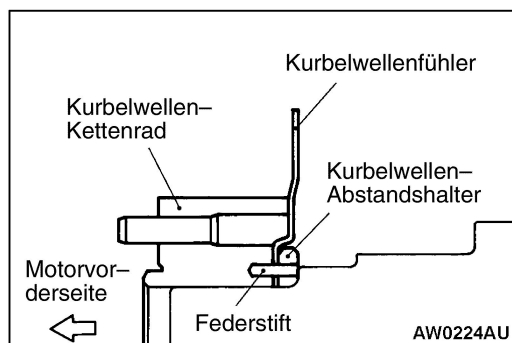 Kurbelwellenfühler
Kurbelwellen–
Kettenrad
Kurbelwellen–
Abstandshalter
Motorvor–
derseite
Federstift
AW0224AU